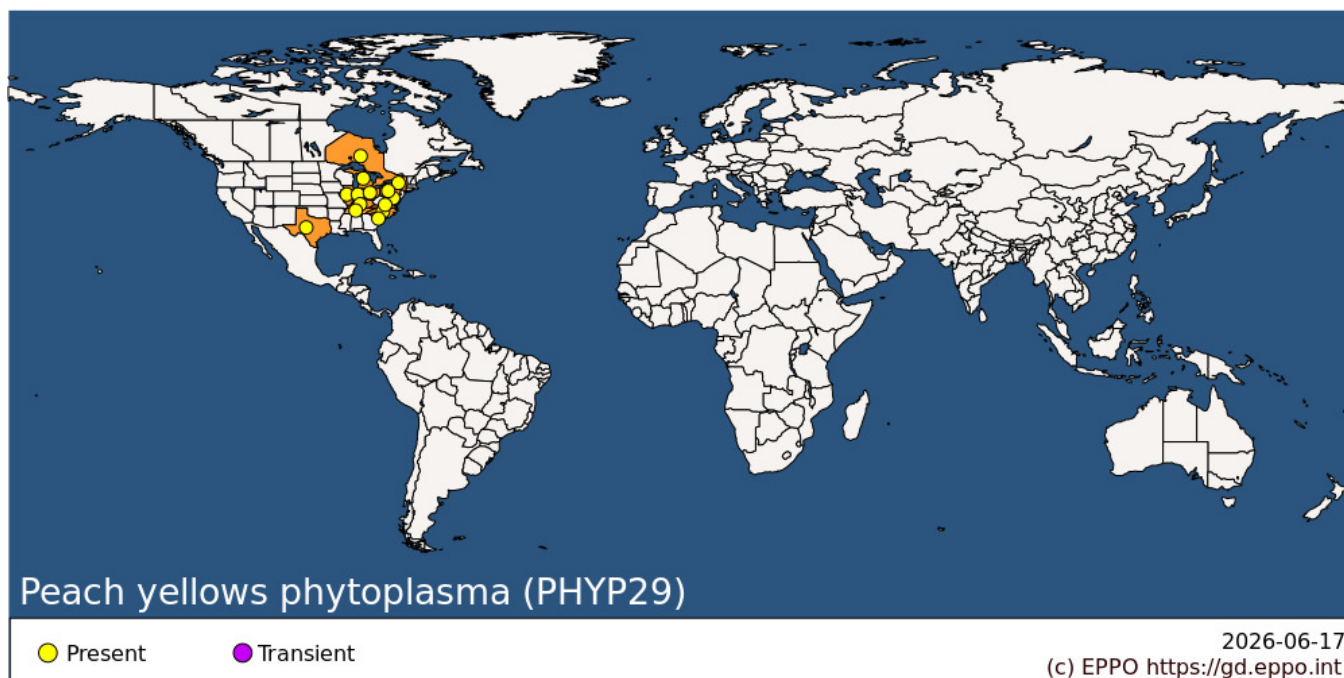 Peach yellows phytoplasma (PHYP29)
Present
Transient
2026-06-17
(c) EPPO https://gd.eppo.int